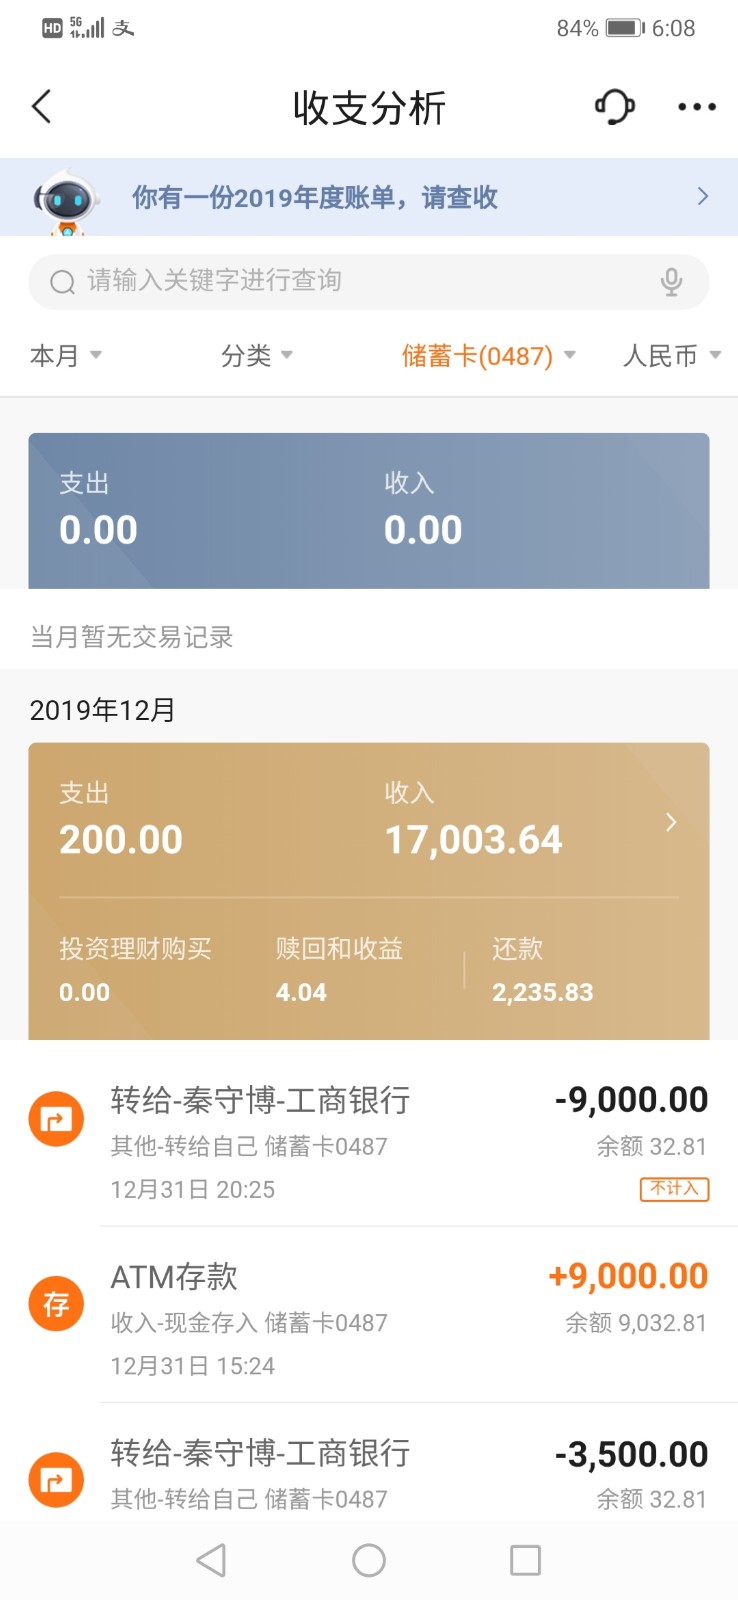 HD 5G 1L 支 84% 6:08
收支分析
你有一份2019年度账单，请查收
请输入关键字进行查询
本月 分类 储蓄卡(0487) 人民币
支出 收入
0.00 0.00
当月暂无交易记录
2019年12月
支出 收入
200.00 17,003.64
投资理财购买 赎回和收益 还款
0.00 4.04 2,235.83
转给-秦守博-工商银行 -9,000.00
其他-转给自己 储蓄卡0487 余额 32.81
12月31日 20:25 不计入
ATM存款 +9,000.00
存
收入-现金存入 储蓄卡0487 余额 9,032.81
12月31日 15:24
转给-秦守博-工商银行 -3,500.00
其他-转给自己 储蓄卡0487 余额 32.81